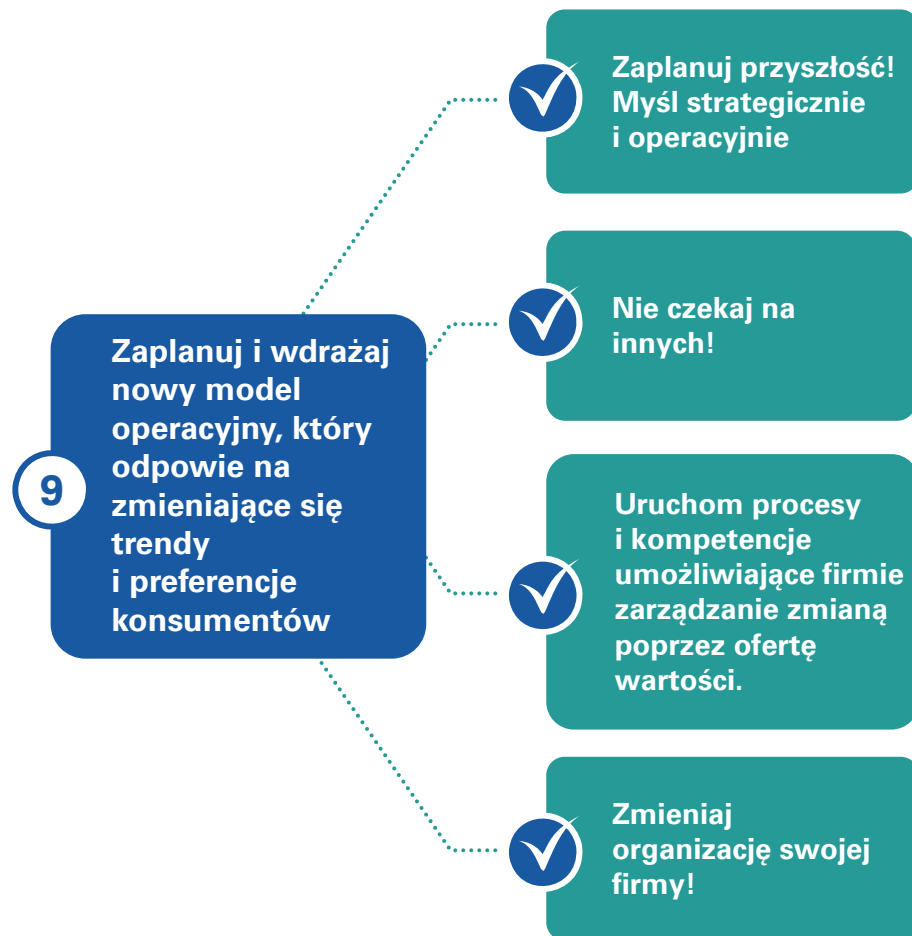 Zaplanuj przyszłość!
Myśl strategicznie
i operacyjnie
Nie czekaj na
innych!
9
Zaplanuj i wdrażaj
nowy model
operacyjny, który
odpowie na
zmieniające się
trendy
i preferencje
konsumentów
Uruchom procesy
i kompetencje
umożliwiające firmie
zarządzanie zmianą
poprzez ofertę
wartości.
Zmieniaj
organizację swojej
firmy!